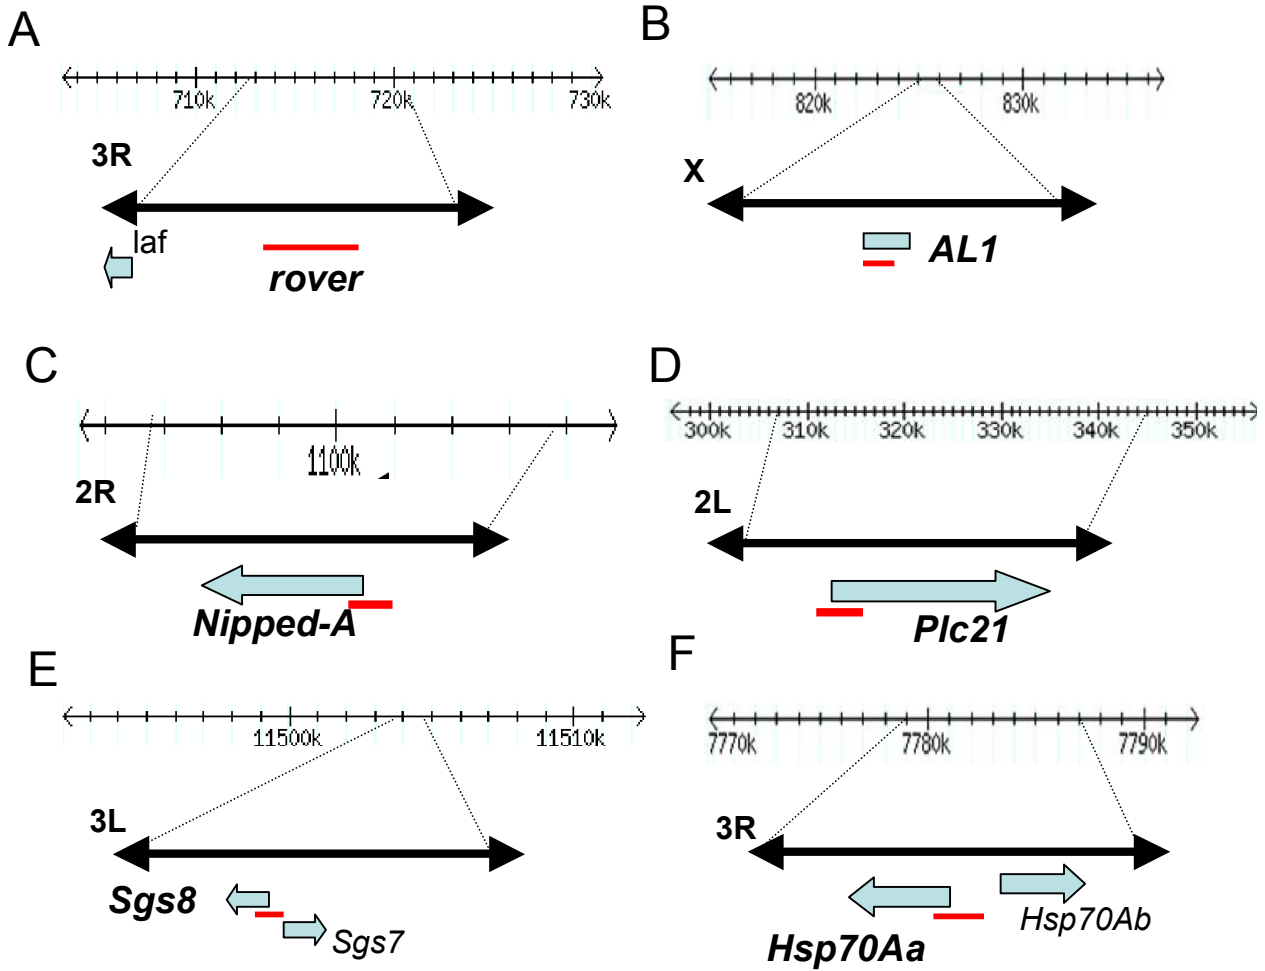 A
710k 720k 730k
3R
laf
rover
B
820k 830k
X
AL1
C
1100k
2R
Nipped-A
D
300k 310k 320k 330k 340k 350k
2L
Plc21
E
11500k 11510k
3L
Sgs8
Sgs7
F
7770k 7780k 7790k
3R
Hsp70Ab
Hsp70Aa